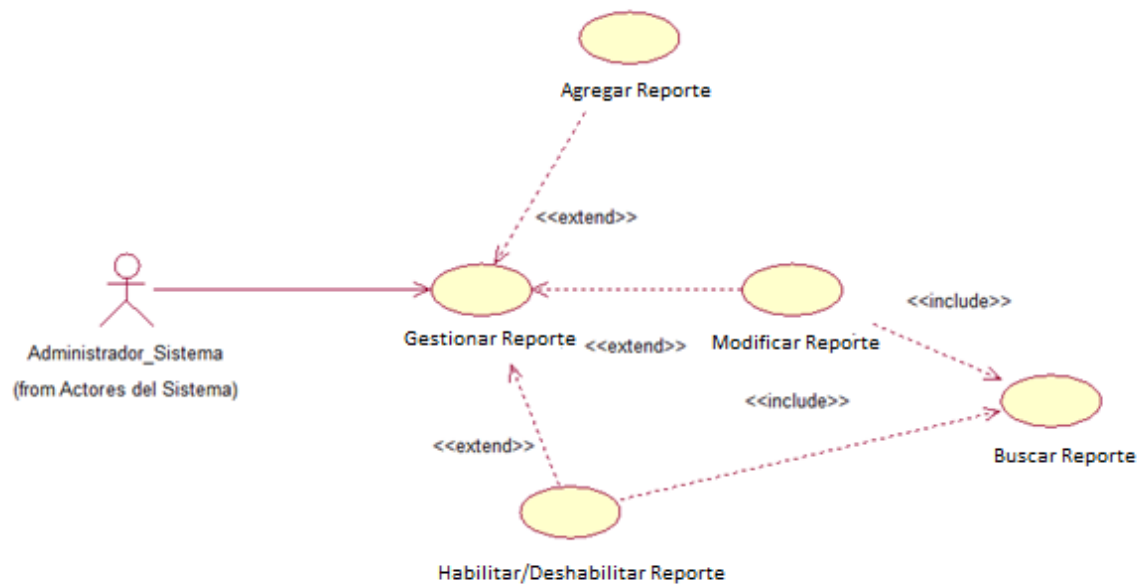 Agregar Reporte
<<extend>>
Gestionar Reporte
<<extend>>
Modificar Reporte
<<include>>
Administrador_Sistema
(from Actores del Sistema)
<<include>>
<<extend>>
Buscar Reporte
Habilitar/Deshabilitar Reporte